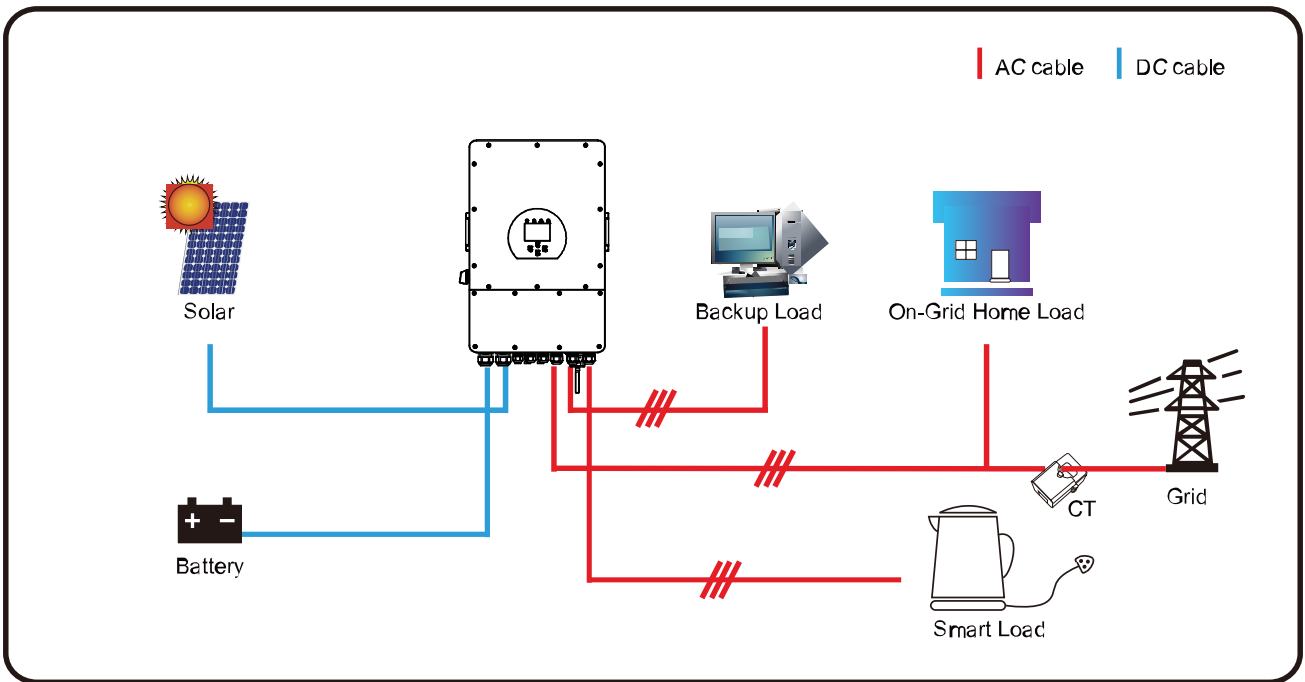 AC cable
DC cable
Solar
Backup Load
On-Grid Home Load
Grid
CT
Battery
+ −
Smart Load